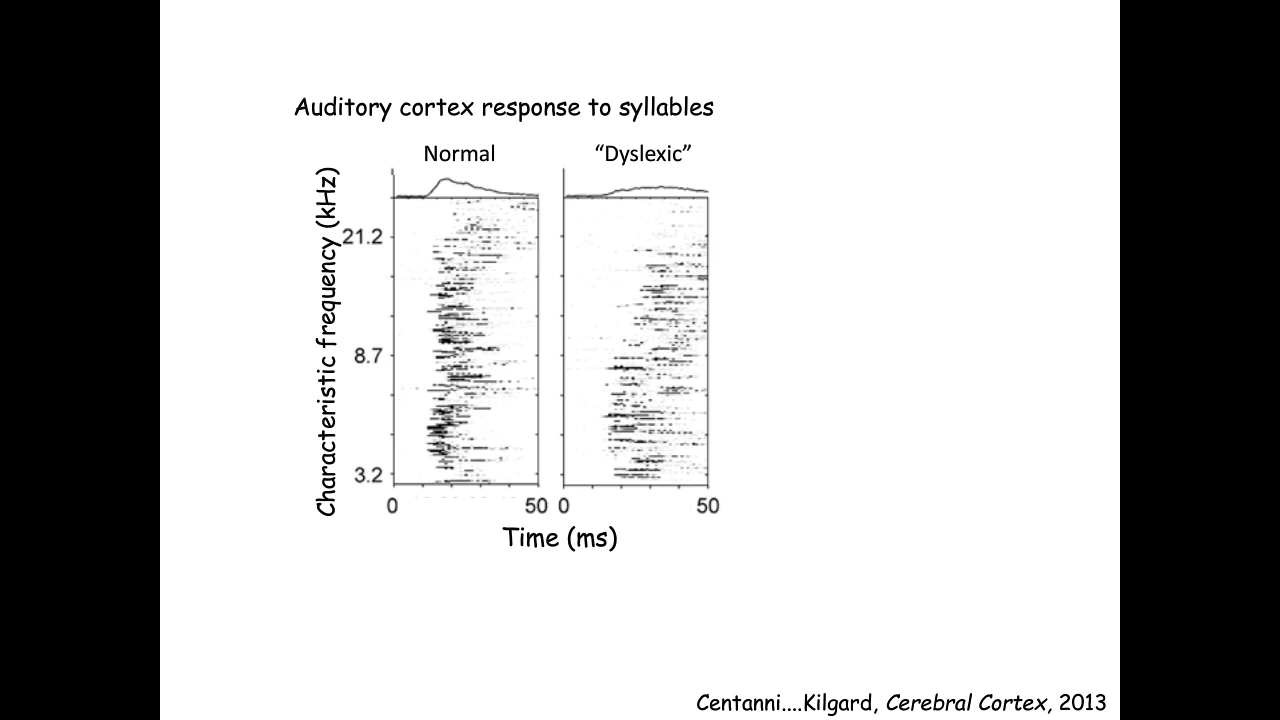 Auditory cortex response to syllables
Normal
“Dyslexic”
Characteristic frequency (kHz)
21.2
8.7
3.2
0
50
0
50
Time (ms)
Centanni....Kilgard, Cerebral Cortex, 2013